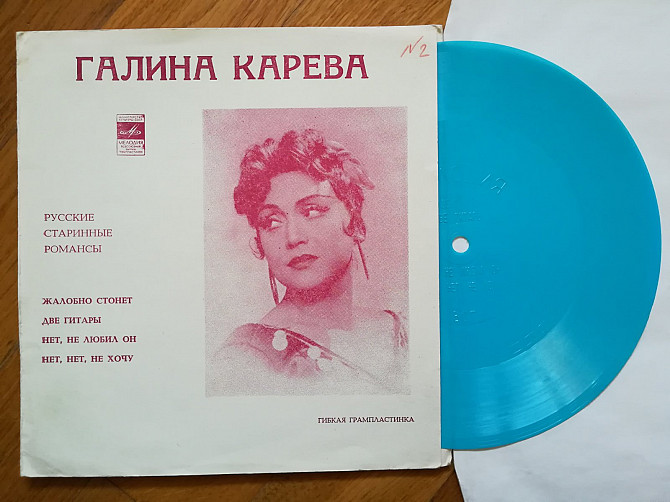 №2
ГАЛИНА КАРЕВА
МЕЛОДИЯ
РУССКИЕ
СТАРИННЫЕ
РОМАНСЫ
ЖАЛОБНО СТОНЕТ
ДВЕ ГИТАРЫ
НЕТ, НЕ ЛЮБИЛ ОН
НЕТ, НЕТ, НЕ ХОЧУ
ГИБКАЯ ГРАМПЛАСТИНКА